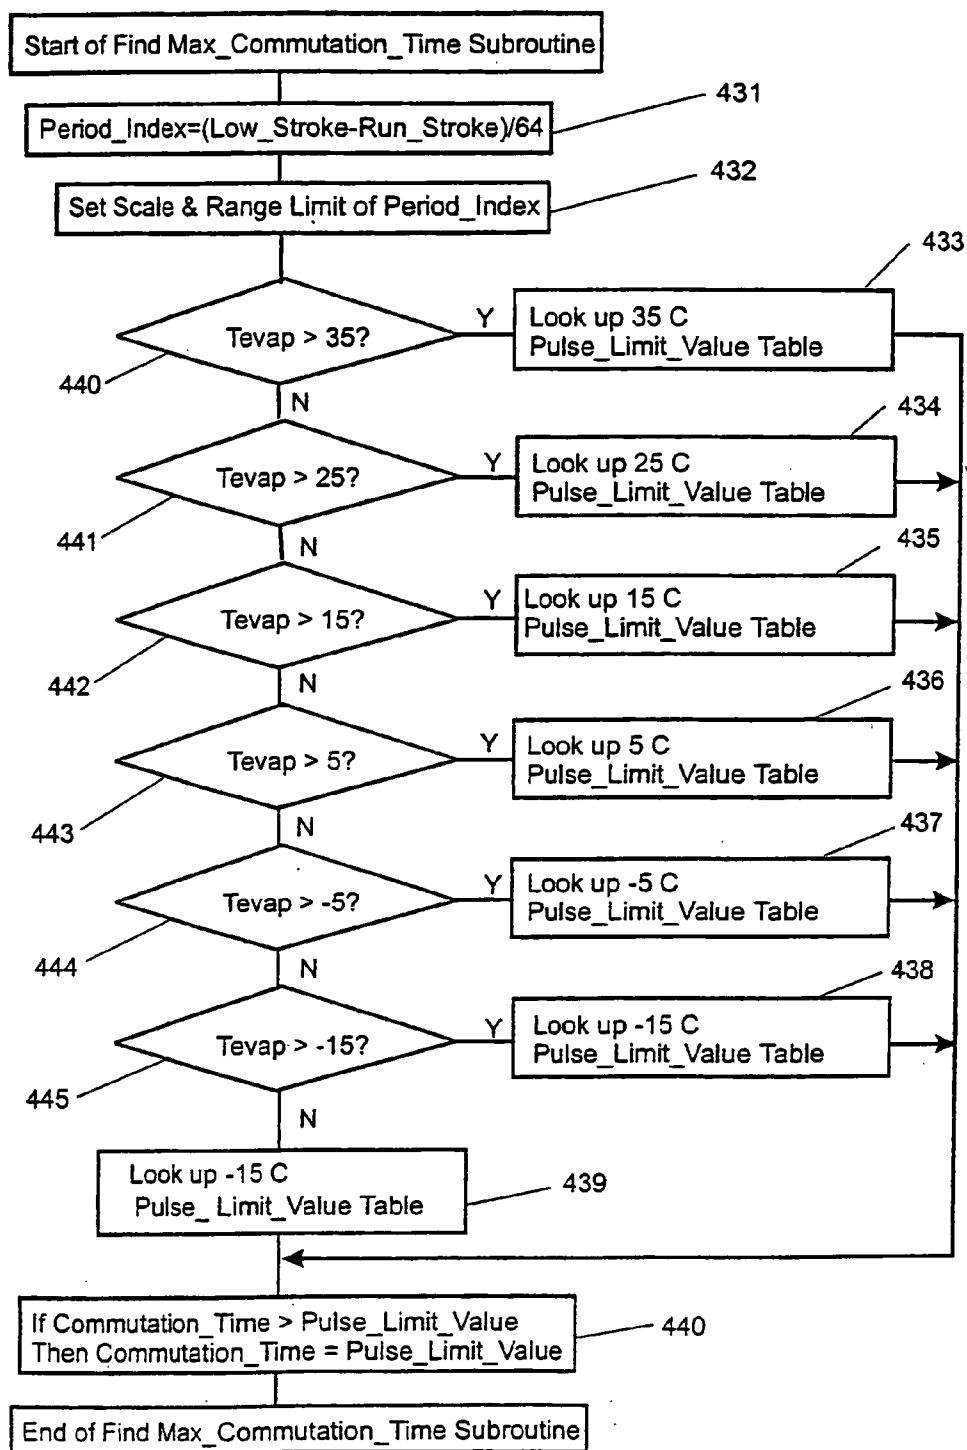 Start of Find Max_Commutation_Time Subroutine
431
Period_Index=(Low_Stroke-Run_Stroke)/64
432
Set Scale & Range Limit of Period_Index
433
Tevap > 35?
Y
Look up 35 C
Pulse_Limit_Value Table
440
N
434
Tevap > 25?
Y
Look up 25 C
Pulse_Limit_Value Table
441
N
435
Tevap > 15?
Y
Look up 15 C
Pulse_Limit_Value Table
442
N
436
Tevap > 5?
Y
Look up 5 C
Pulse_Limit_Value Table
443
N
437
Tevap > -5?
Y
Look up -5 C
Pulse_Limit_Value Table
444
N
438
Tevap > -15?
Y
Look up -15 C
Pulse_Limit_Value Table
445
N
Look up -15 C
Pulse_ Limit_Value Table
439
If Commutation_Time > Pulse_Limit_Value
Then Commutation_Time = Pulse_Limit_Value
440
End of Find Max_Commutation_Time Subroutine